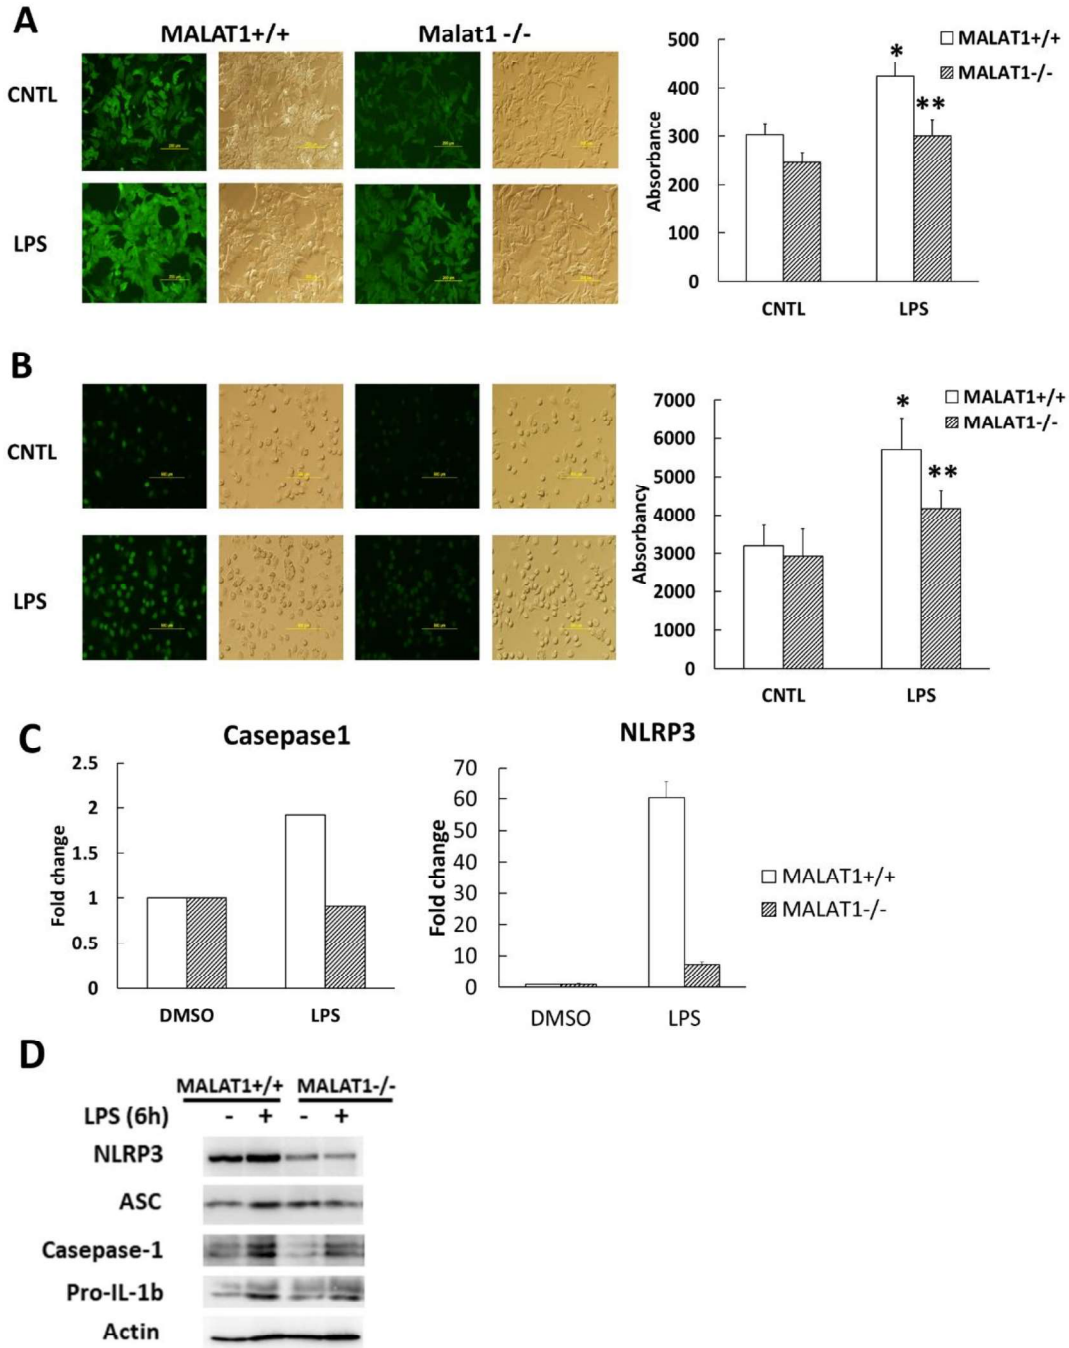 A
MALAT1+/+ Malat1 -/-
CNTL
LPS
500
400
300
200
100
0
Absorbance
CNTL LPS
* **
MALAT1+/+
MALAT1-/-
B
CNTL
LPS
7000
6000
5000
4000
3000
2000
1000
0
Absorbancy
CNTL LPS
* **
MALAT1+/+
MALAT1-/-
C
Casepase1
2.5
2
1.5
1
0.5
0
Fold change
DMSO LPS
NLRP3
70
60
50
40
30
20
10
0
Fold change
DMSO LPS
MALAT1+/+
MALAT1-/-
D
MALAT1+/+ MALAT1-/-
LPS (6h) - + - +
NLRP3
ASC
Casepase-1
Pro-IL-1b
Actin